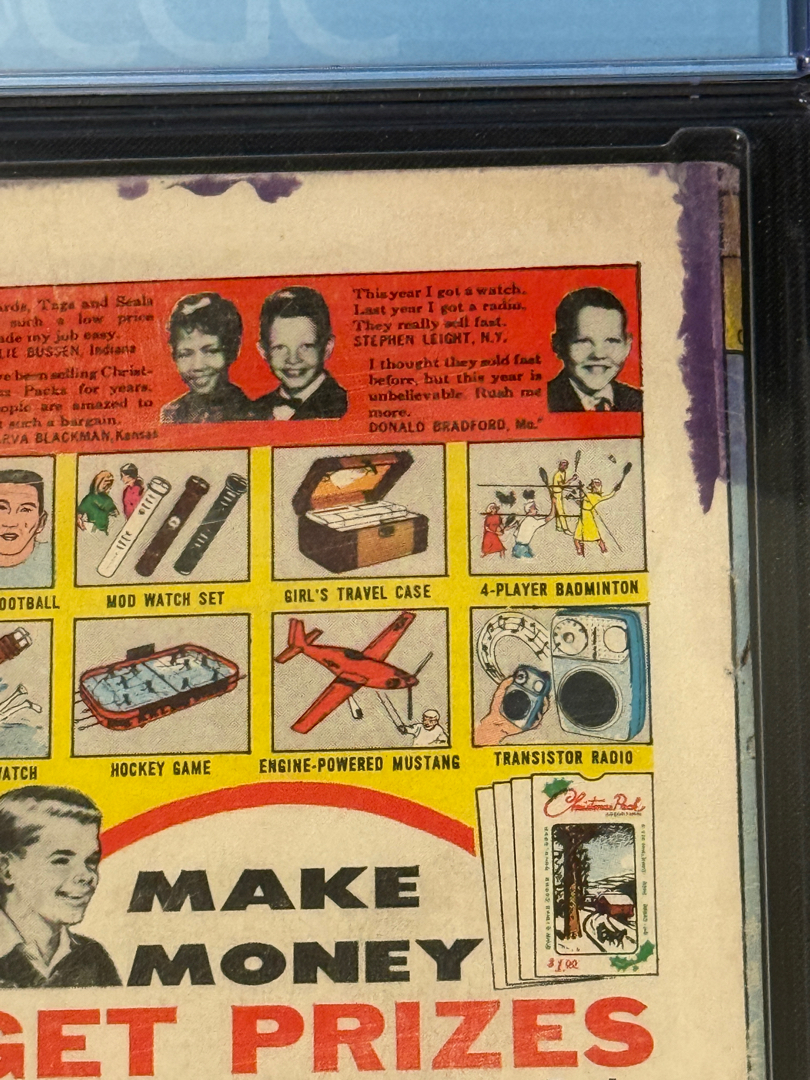 cgc
ards, Tags and Seals
such a low price
ade my job easy.
LIE BUSSEN, Indiana
ve been selling Christ-
as Packs for years.
ople are amazed to
t such a bargain.
ARVA BLACKMAN, Kansas
This year I got a watch.
Last year I got a radio.
They really sell fast.
STEPHEN LEIGHT, N.Y.
I thought they sold fast
before, but this year is
unbelievable. Rush me
more.
DONALD BRADFORD, Mo."
OOTBALL
MOD WATCH SET
GIRL'S TRAVEL CASE
4-PLAYER BADMINTON
ATCH
HOCKEY GAME
ENGINE-POWERED MUSTANG
TRANSISTOR RADIO
Christmas Pack
$1.00
MAKE
MONEY
GET PRIZES